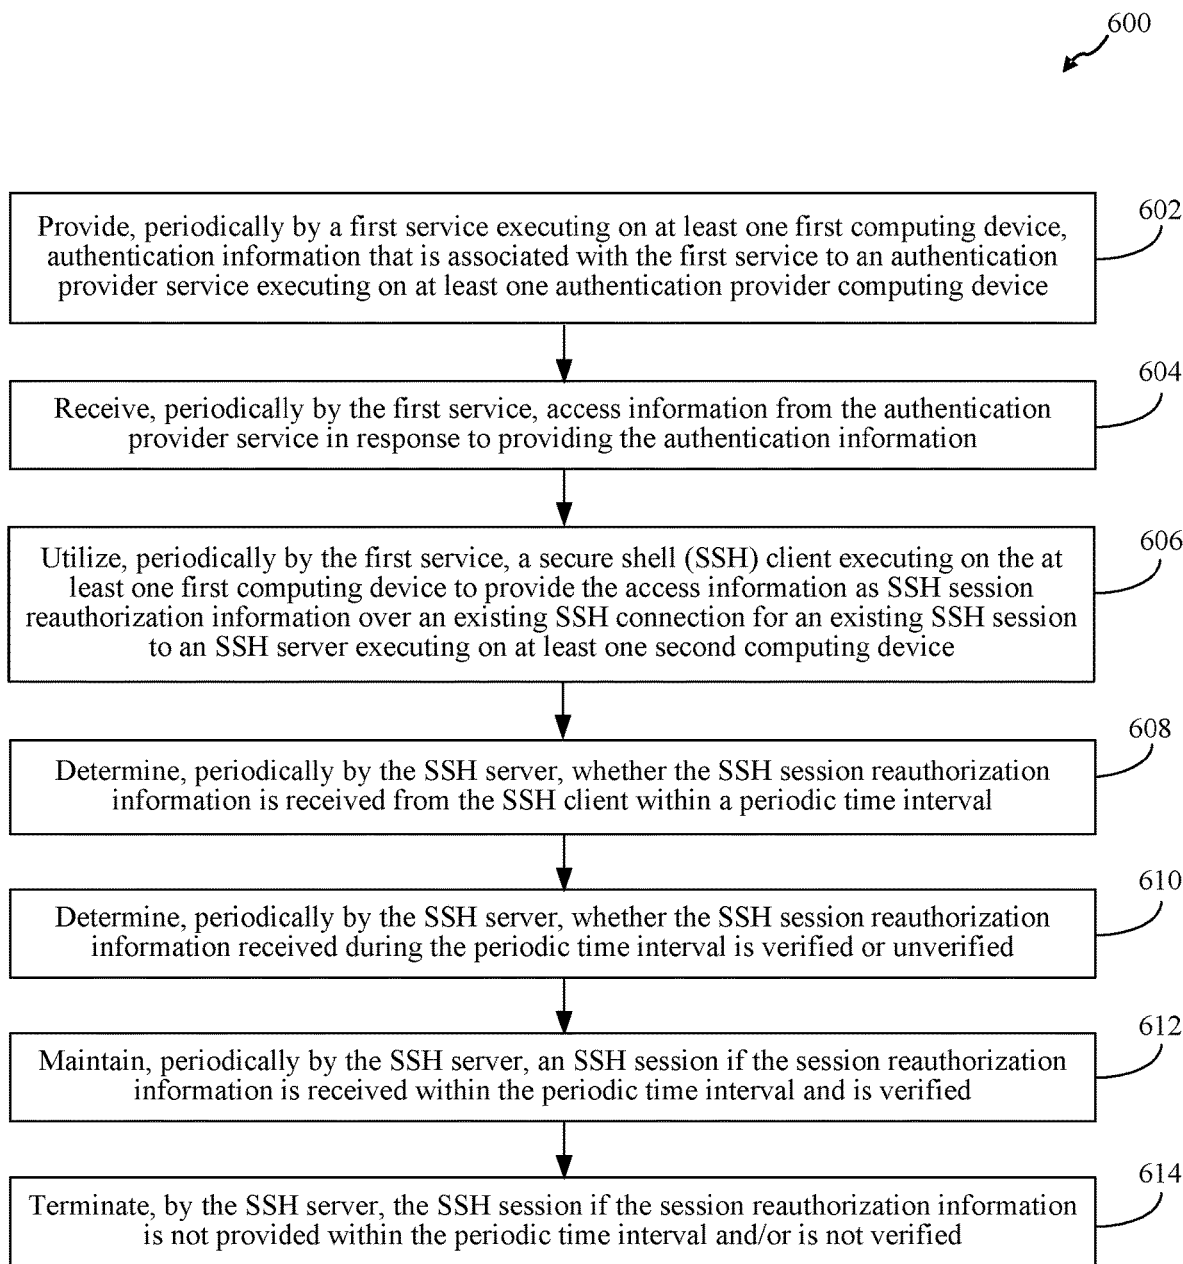 600
Provide, periodically by a first service executing on at least one first computing device,
authentication information that is associated with the first service to an authentication
provider service executing on at least one authentication provider computing device
602
Receive, periodically by the first service, access information from the authentication
provider service in response to providing the authentication information
604
Utilize, periodically by the first service, a secure shell (SSH) client executing on the at
least one first computing device to provide the access information as SSH session
reauthorization information over an existing SSH connection for an existing SSH session
to an SSH server executing on at least one second computing device
606
Determine, periodically by the SSH server, whether the SSH session reauthorization
information is received from the SSH client within a periodic time interval
608
Determine, periodically by the SSH server, whether the SSH session reauthorization
information received during the periodic time interval is verified or unverified
610
Maintain, periodically by the SSH server, an SSH session if the session reauthorization
information is received within the periodic time interval and is verified
612
Terminate, by the SSH server, the SSH session if the session reauthorization information
is not provided within the periodic time interval and/or is not verified
614